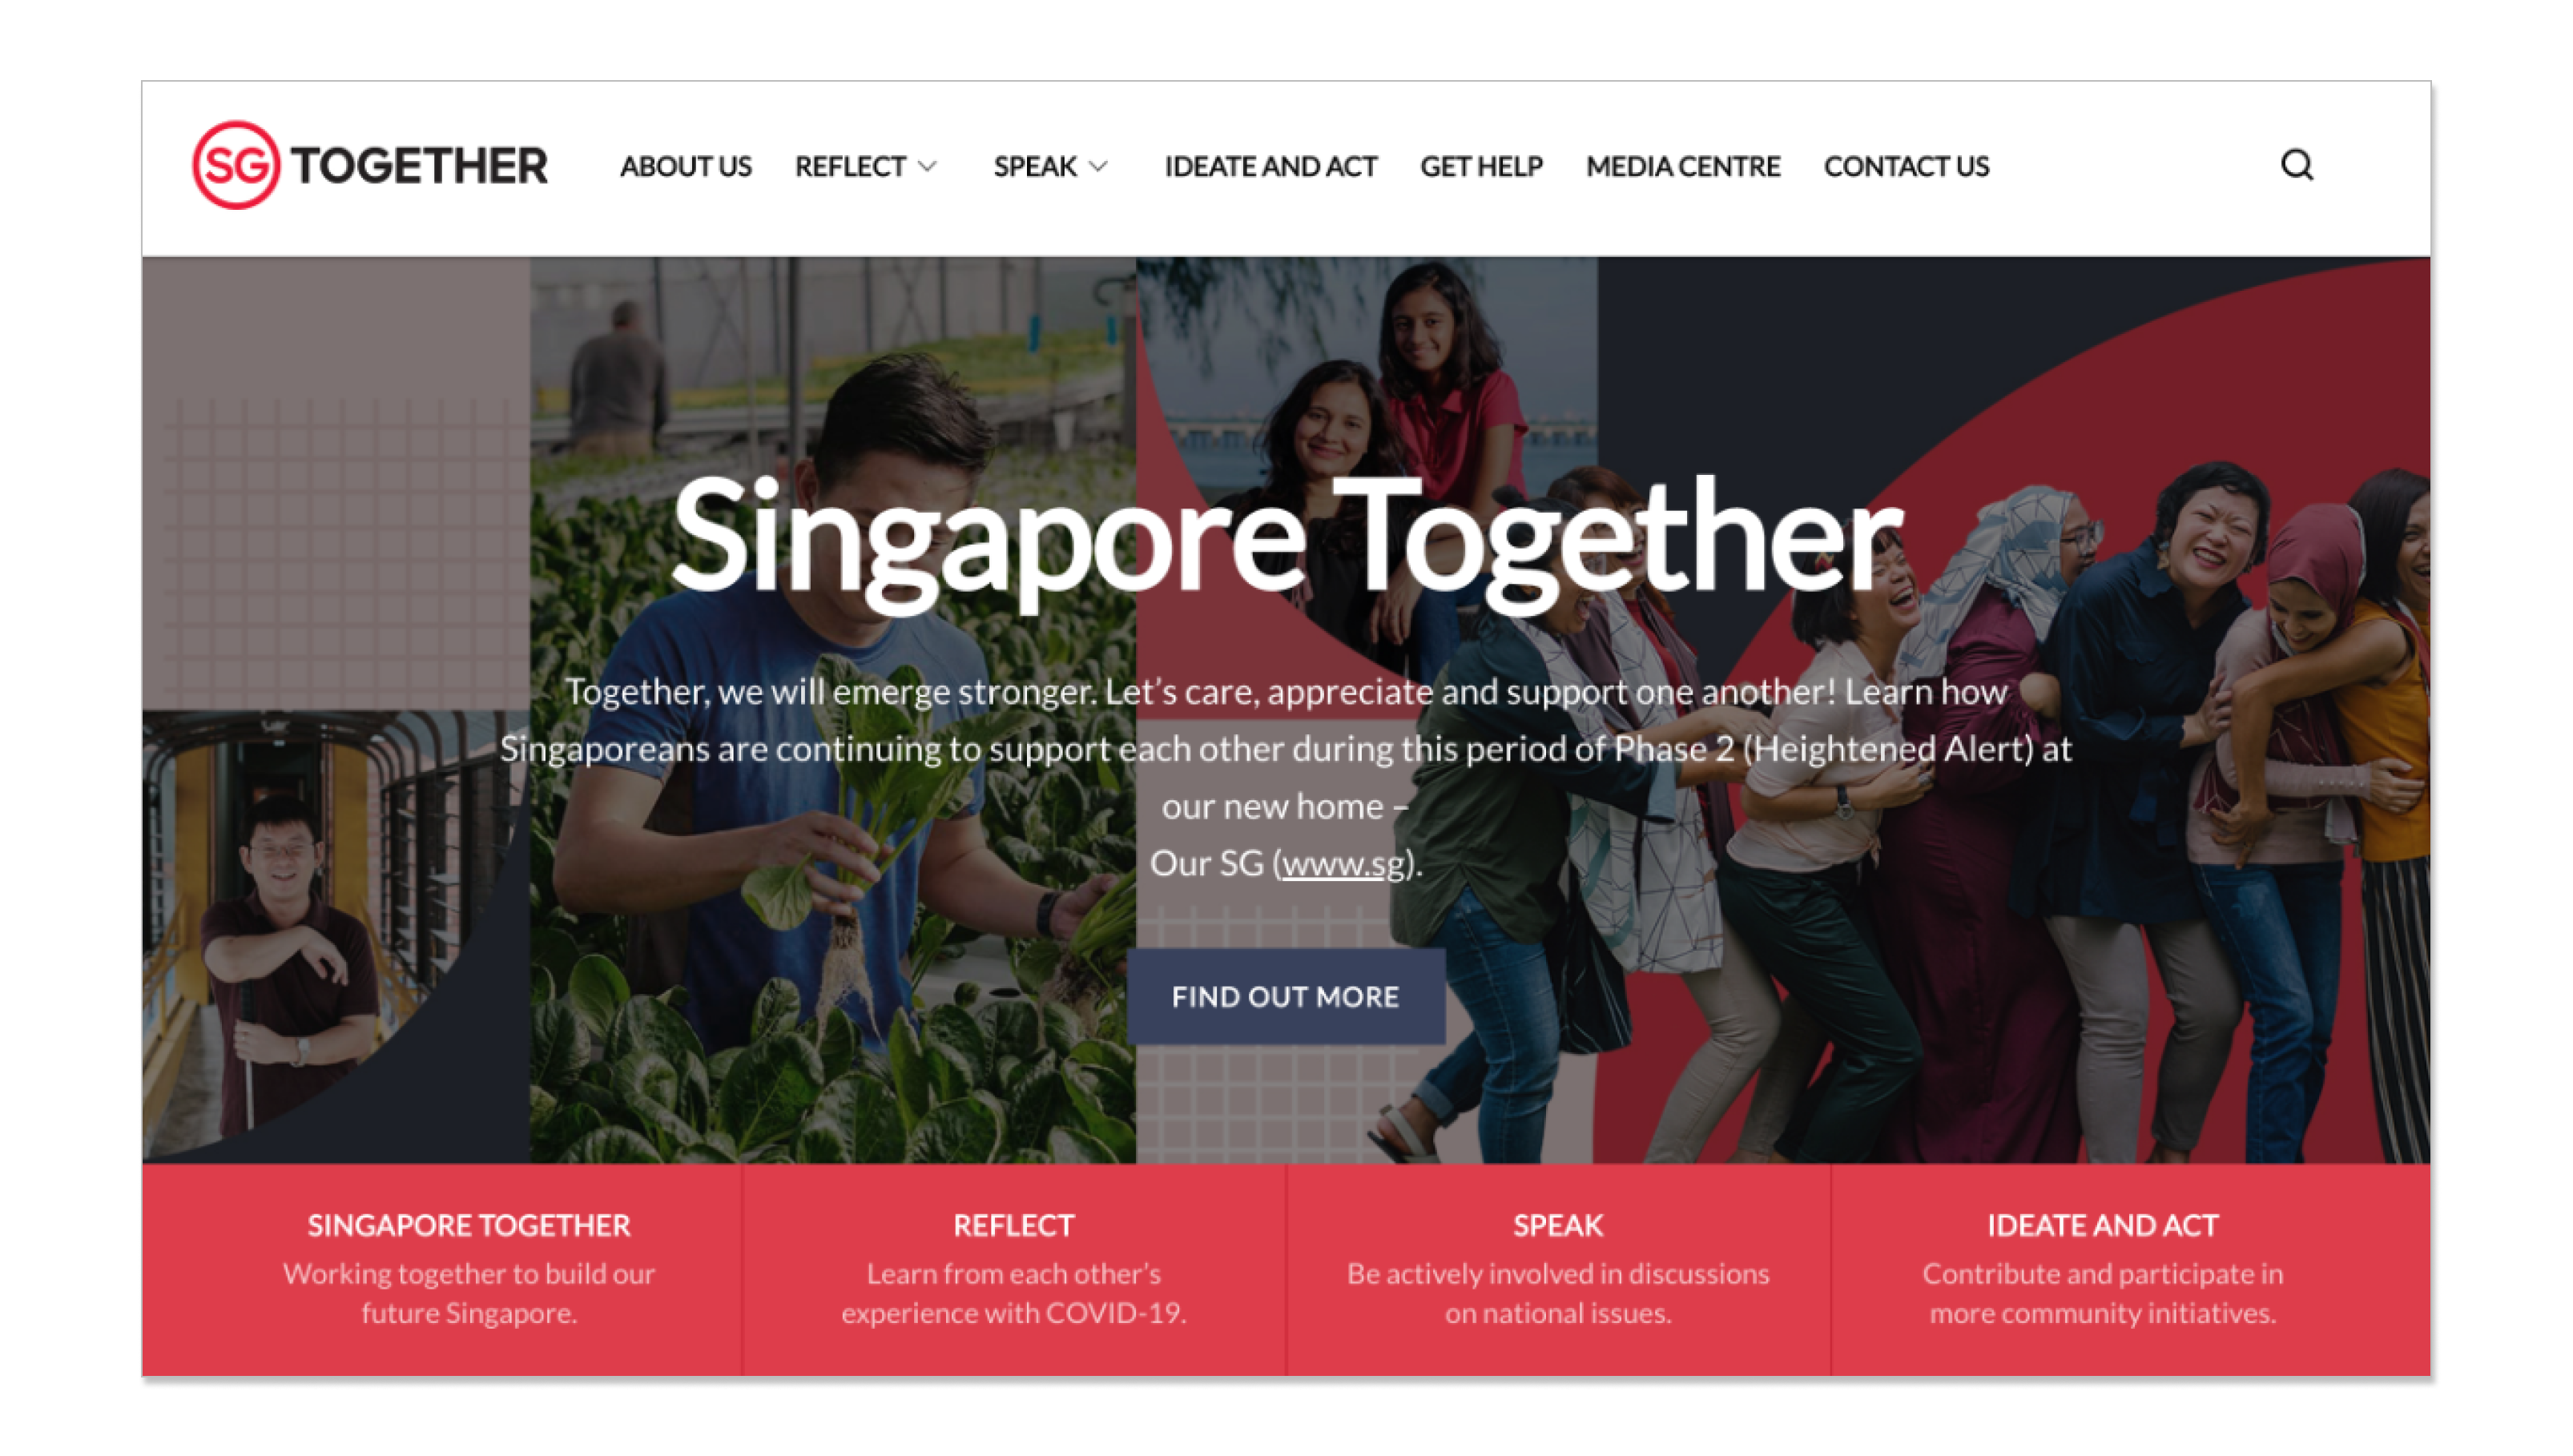 SG TOGETHER
ABOUT US
REFLECT
SPEAK
IDEATE AND ACT
GET HELP
MEDIA CENTRE
CONTACT US
Singapore Together
Together, we will emerge stronger. Let’s care, appreciate and support one another! Learn how
Singaporeans are continuing to support each other during this period of Phase 2 (Heightened Alert) at
our new home –
Our SG (www.sg).
FIND OUT MORE
SINGAPORE TOGETHER
Working together to build our
future Singapore.
REFLECT
Learn from each other’s
experience with COVID-19.
SPEAK
Be actively involved in discussions
on national issues.
IDEATE AND ACT
Contribute and participate in
more community initiatives.